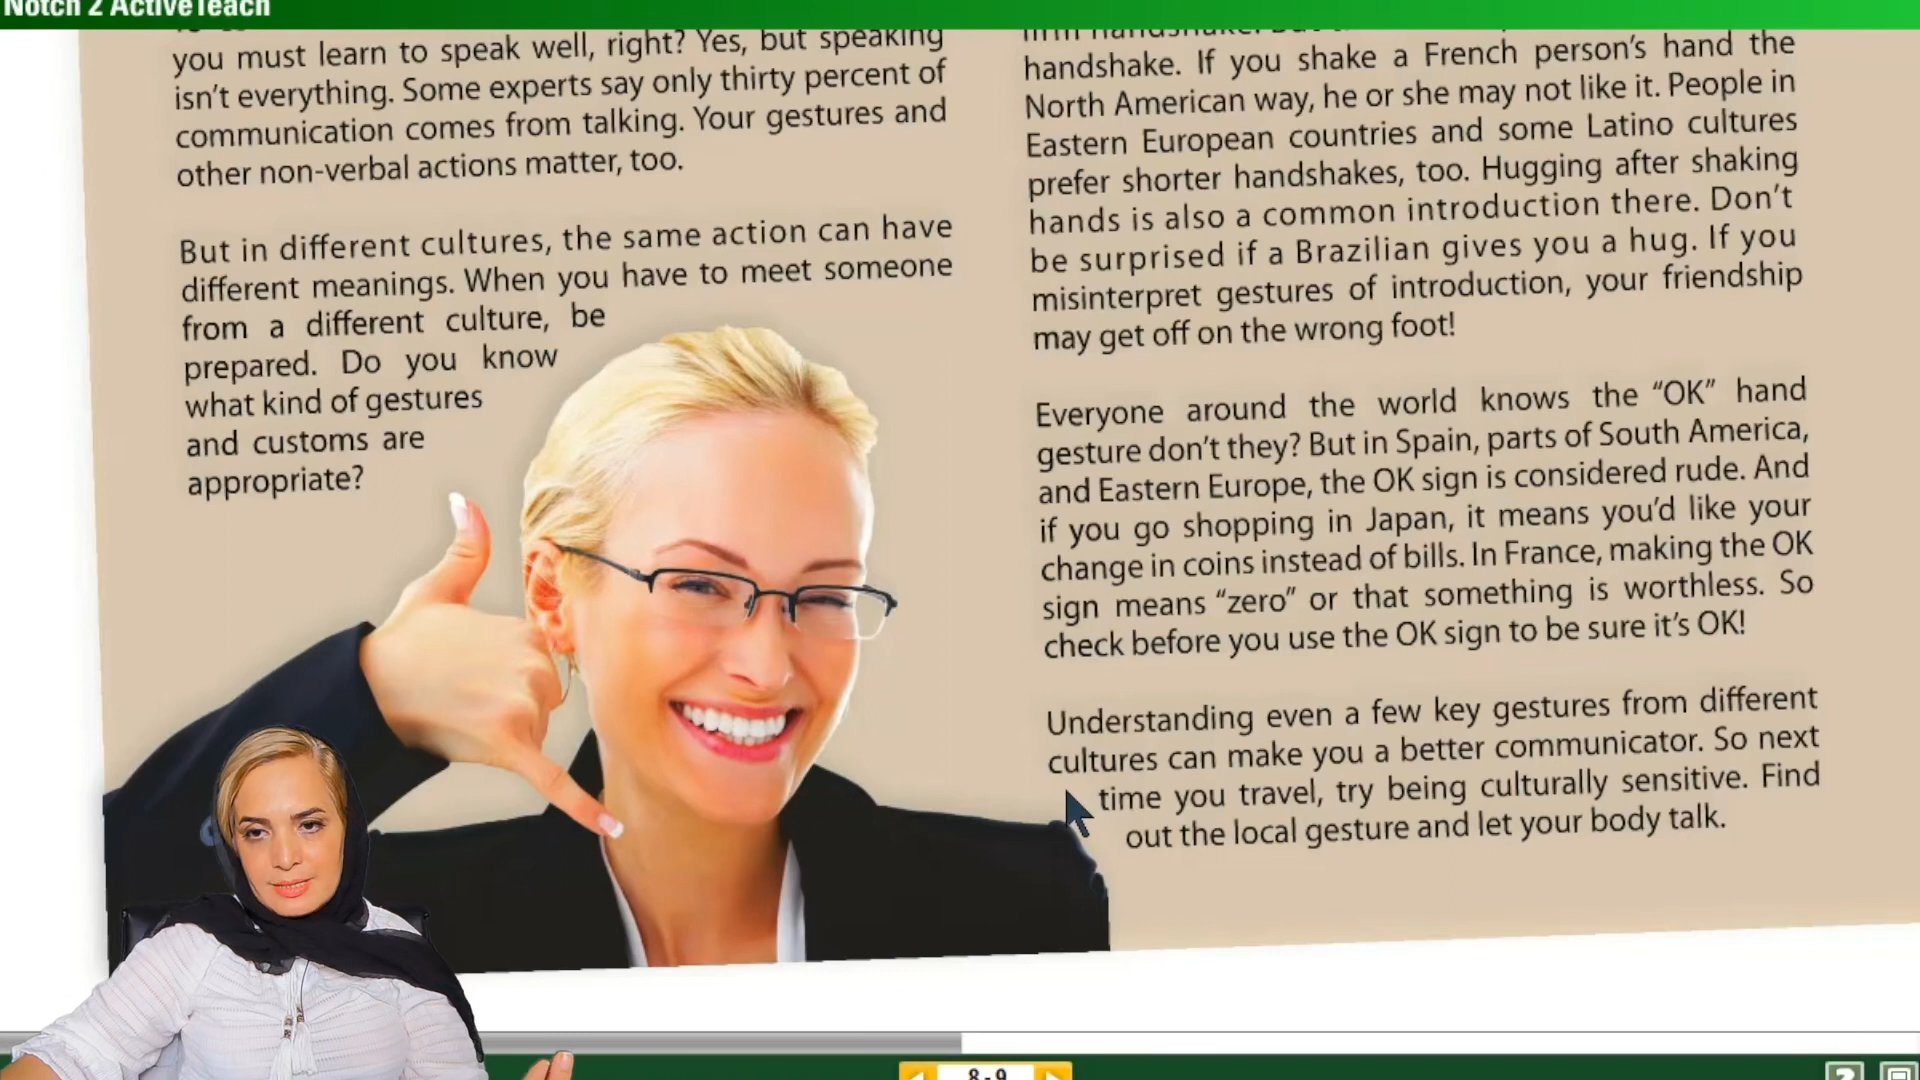 Notch 2 ActiveTeach
you must learn to speak well, right? Yes, but speaking
isn't everything. Some experts say only thirty percent of
communication comes from talking. Your gestures and
other non-verbal actions matter, too.
But in different cultures, the same action can have
different meanings. When you have to meet someone
from a different culture, be
prepared. Do you know
what kind of gestures
and customs are
appropriate?
firm handshake. But
handshake. If you shake a French person's hand the
North American way, he or she may not like it. People in
Eastern European countries and some Latino cultures
prefer shorter handshakes, too. Hugging after shaking
hands is also a common introduction there. Don't
be surprised if a Brazilian gives you a hug. If you
misinterpret gestures of introduction, your friendship
may get off on the wrong foot!
Everyone around the world knows the “OK” hand
gesture don't they? But in Spain, parts of South America,
and Eastern Europe, the OK sign is considered rude. And
if you go shopping in Japan, it means you'd like your
change in coins instead of bills. In France, making the OK
sign means “zero” or that something is worthless. So
check before you use the OK sign to be sure it's OK!
Understanding even a few key gestures from different
cultures can make you a better communicator. So next
time you travel, try being culturally sensitive. Find
out the local gesture and let your body talk.
8-9
?